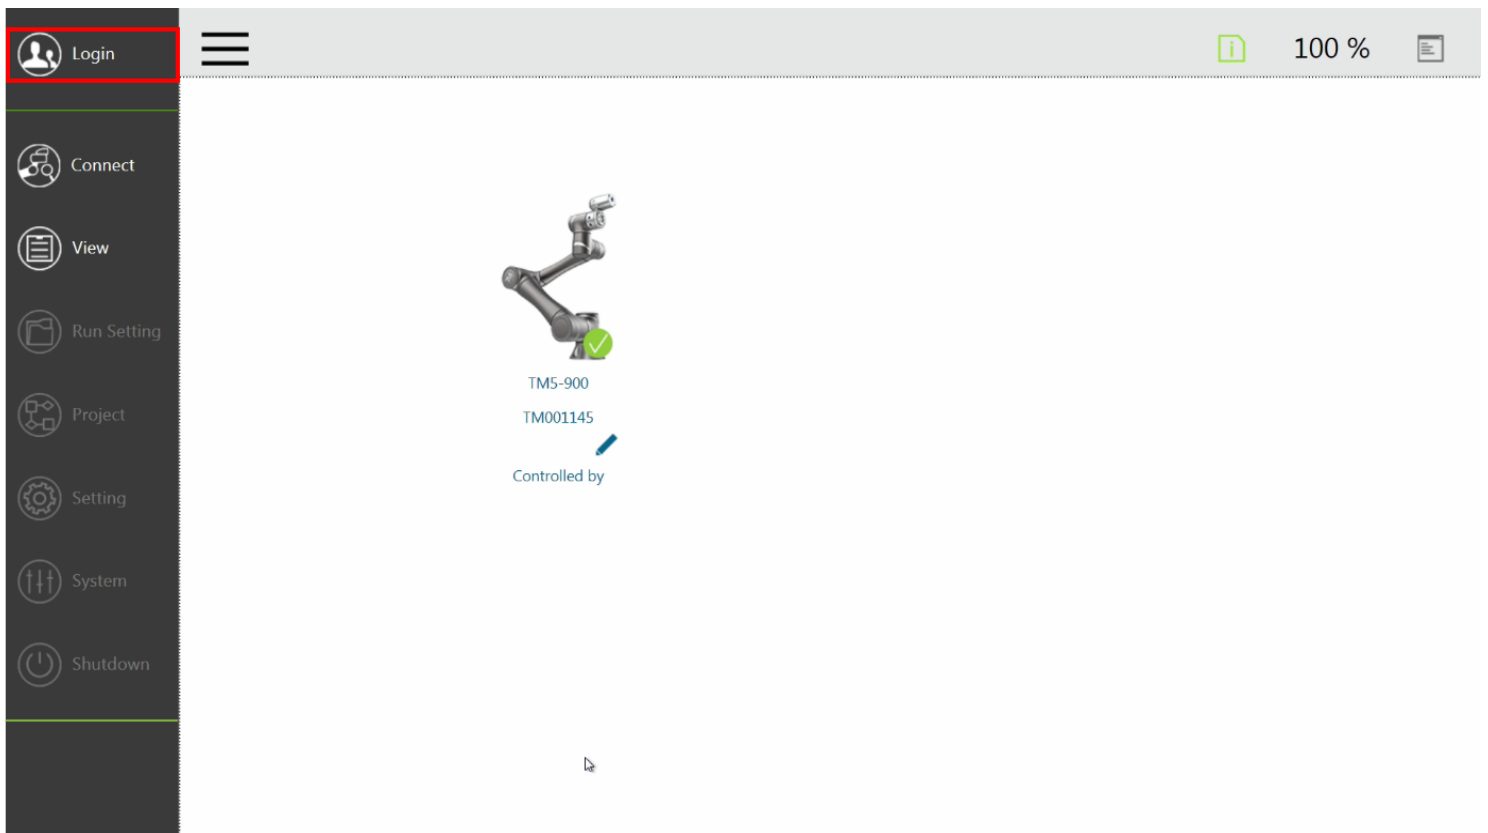 Login
100 %
Connect
View
Run Setting
Project
Setting
System
Shutdown
TM5-900
TM001145
Controlled by